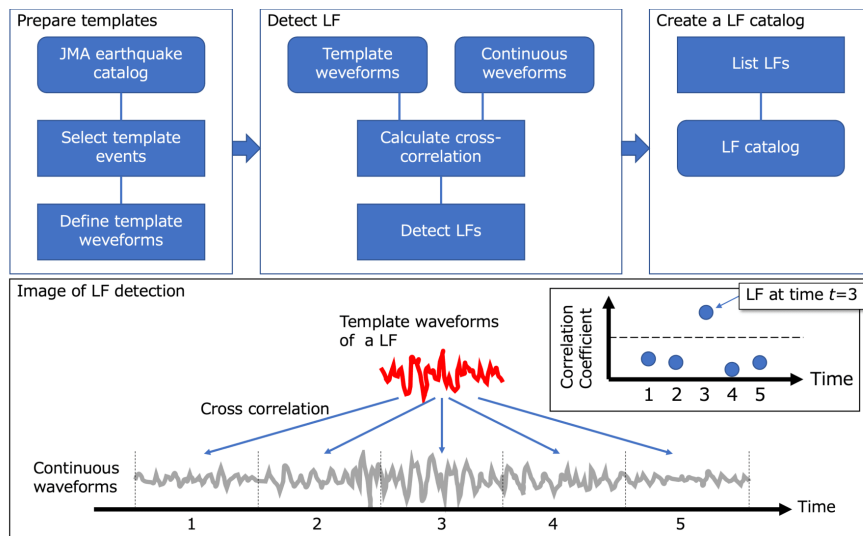 Prepare templates
JMA earthquake
catalog
Select template
events
Define template
weveforms
Detect LF
Template
weveforms
Continuous
weveforms
Calculate cross-
correlation
Detect LFs
Create a LF catalog
List LFs
LF catalog
Image of LF detection
Template waveforms
of a LF
Cross correlation
Continuous
waveforms
1 2 3 4 5
Time
LF at time t=3
Correlation
Coefficient
1 2 3 4 5
Time